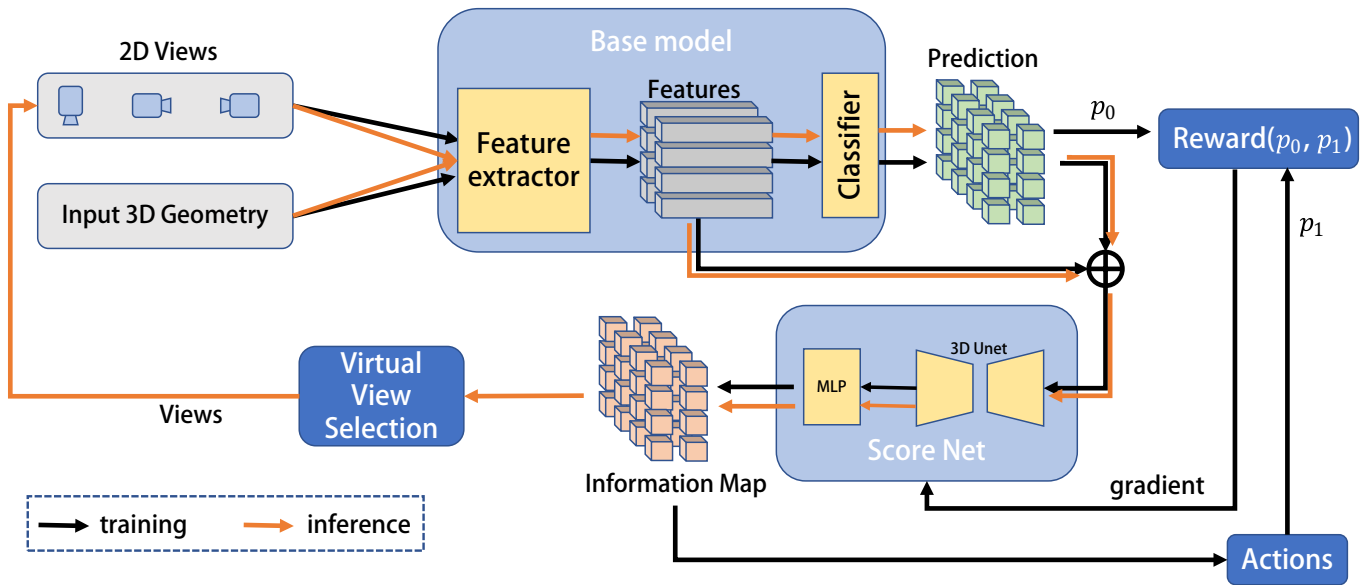 Base model
2D Views
Prediction
Features
Feature
extractor
Classifier
p₀
Reward(p₀, p₁)
Input 3D Geometry
p₁
3D Unet
MLP
Virtual
View
Selection
Views
Score Net
Information Map
gradient
training
inference
Actions